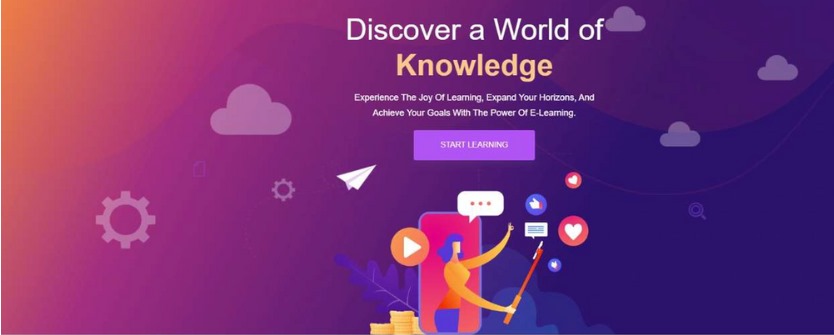 Discover a World of
Knowledge
Experience The Joy Of Learning, Expand Your Horizons, And
Achieve Your Goals With The Power Of E-Learning.
START LEARNING